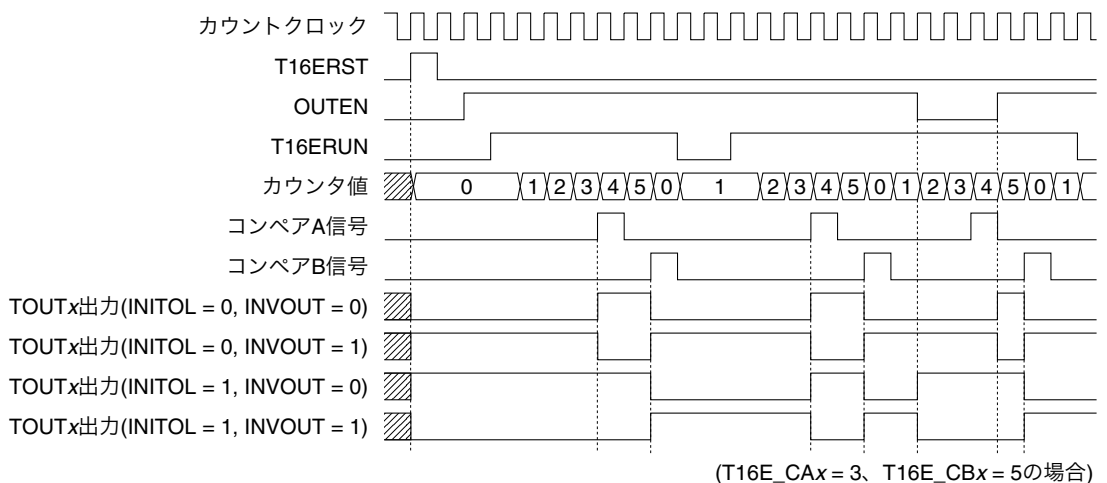 カウントクロック
T16ERST
OUTEN
T16ERUN
カウンタ値 0 1 2 3 4 5 0 1 2 3 4 5 0 1 2 3 4 5 0 1
コンペアA信号
コンペアB信号
TOUTx出力(INITOL = 0, INVOUT = 0)
TOUTx出力(INITOL = 0, INVOUT = 1)
TOUTx出力(INITOL = 1, INVOUT = 0)
TOUTx出力(INITOL = 1, INVOUT = 1)
(T16E_CAx = 3、T16E_CBx = 5の場合)